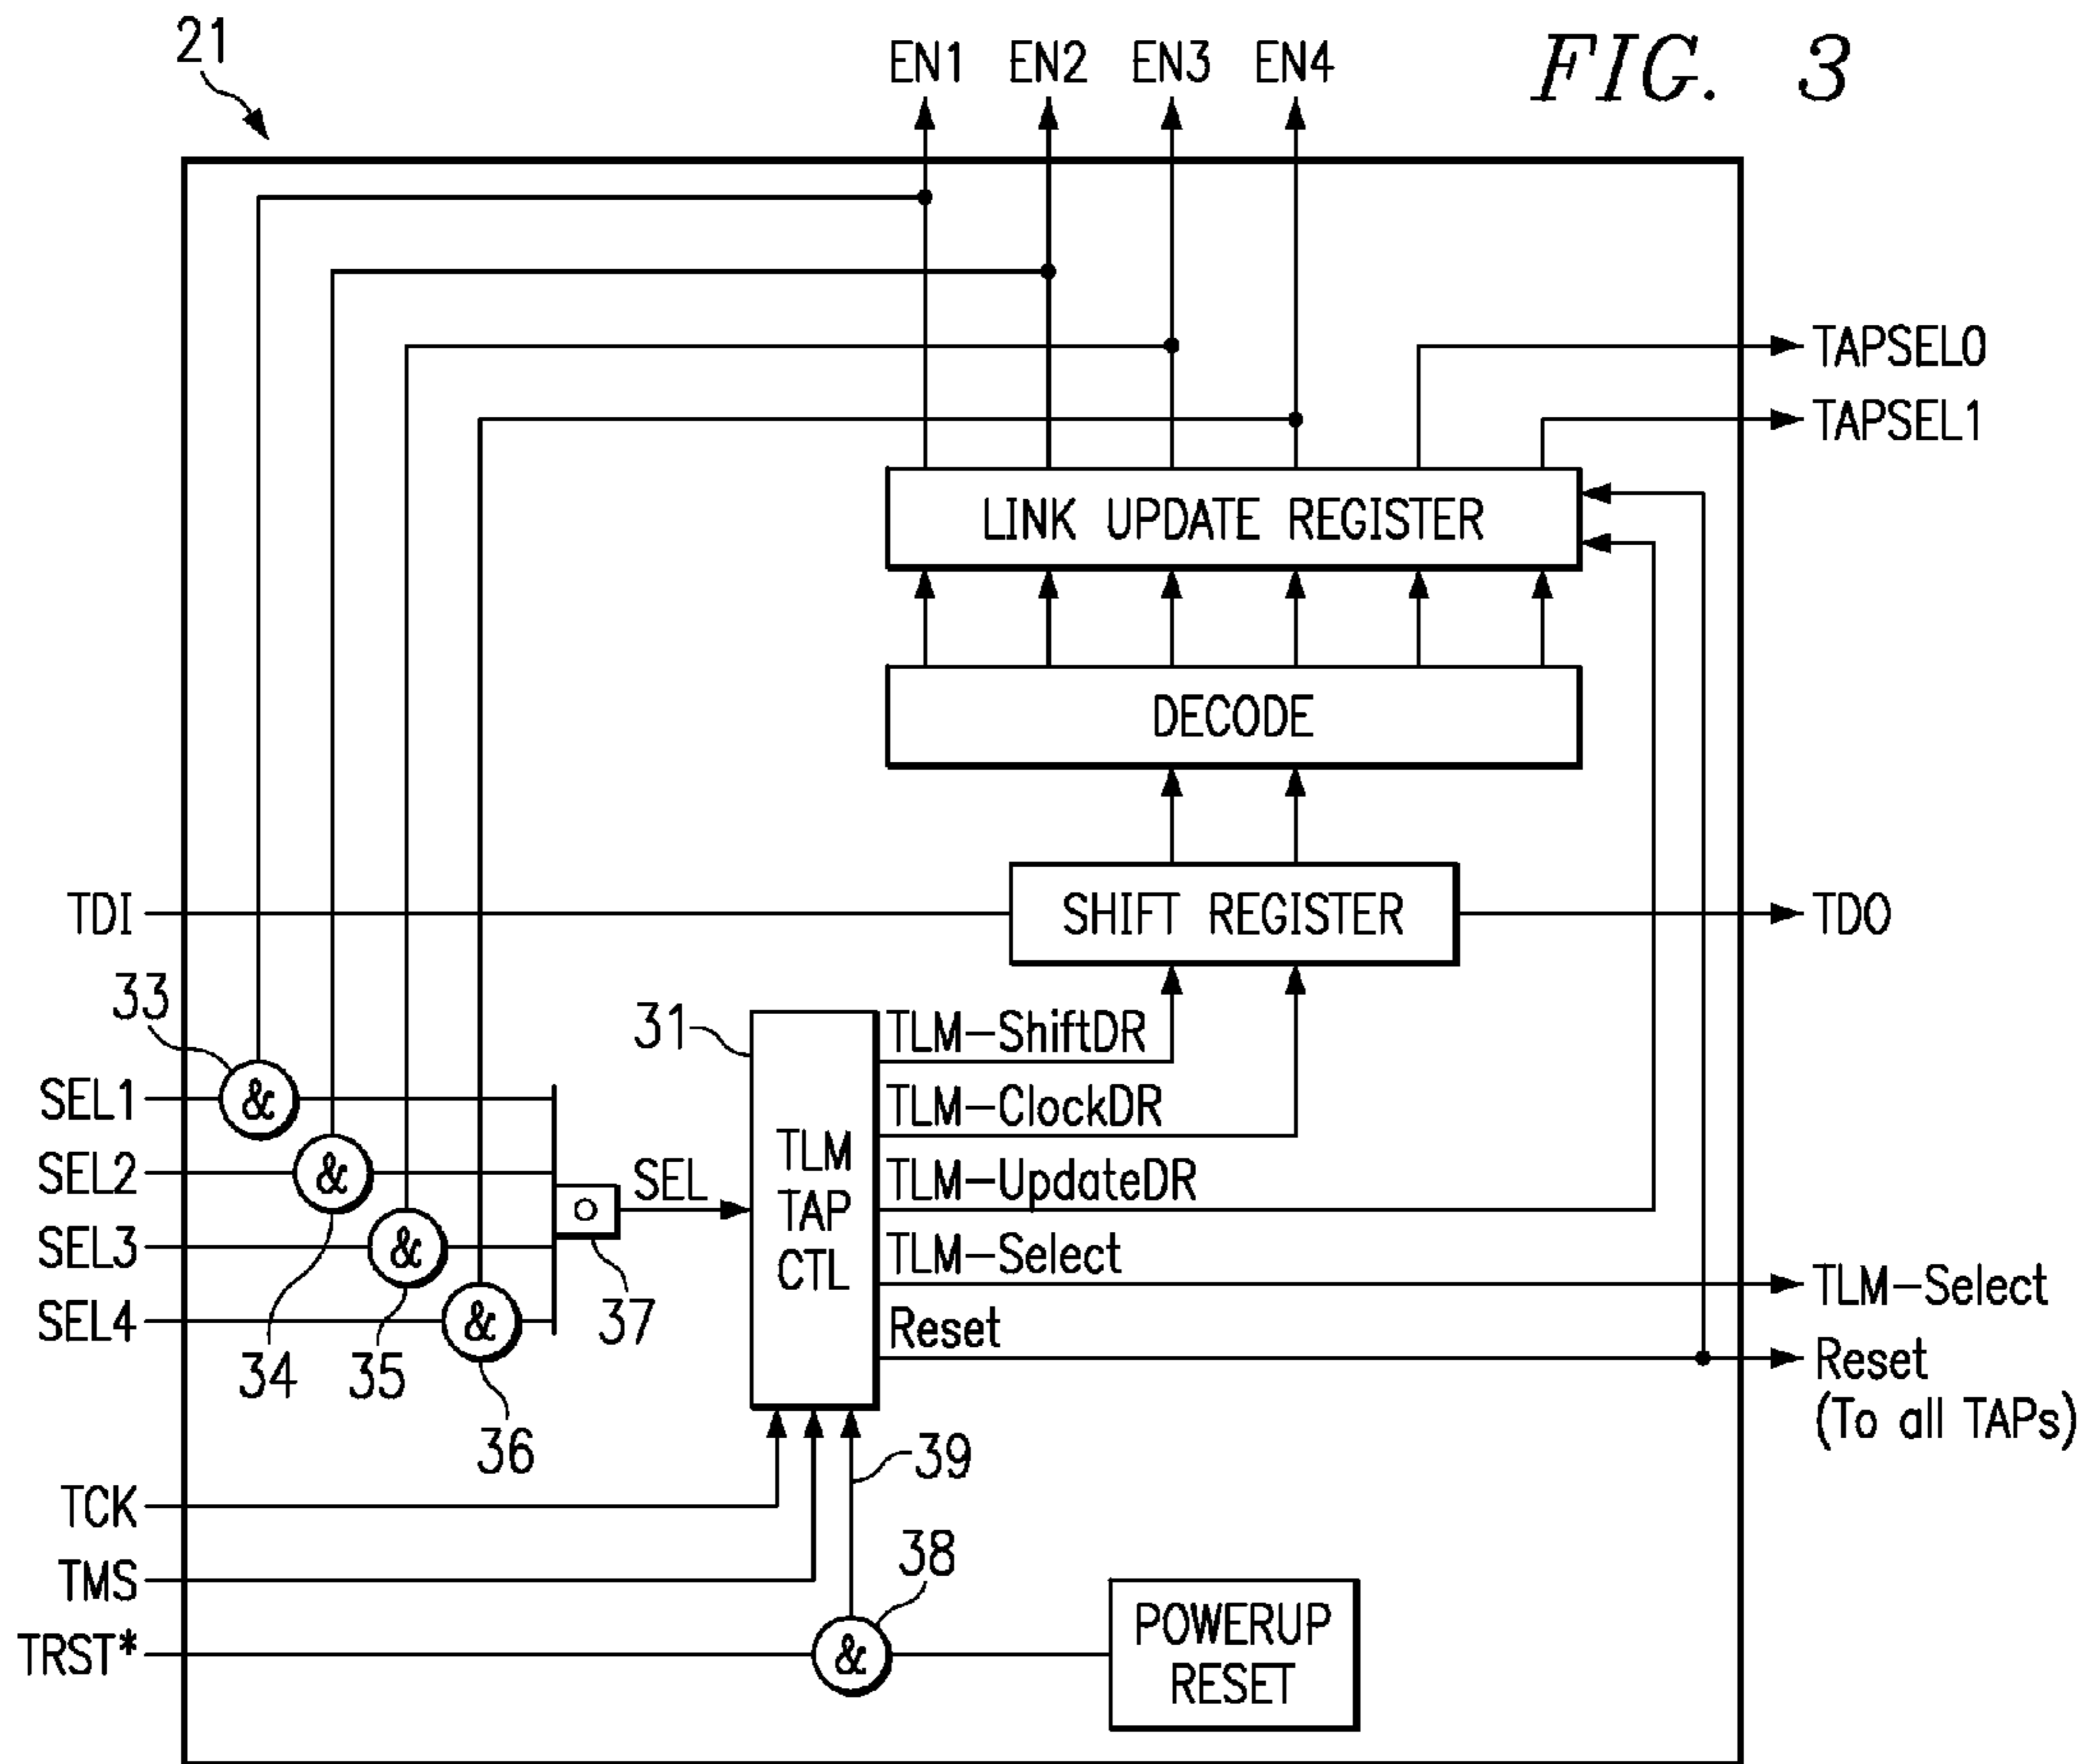 FIG. 3
21
EN1 EN2 EN3 EN4
TAPSEL0
TAPSEL1
LINK UPDATE REGISTER
DECODE
TDI
SHIFT REGISTER
TDO
33
31
TLM-ShiftDR
SEL1
&
TLM-ClockDR
SEL2
&
SEL
TLM
TAP
CTL
TLM-UpdateDR
SEL3
&
O
TLM-Select
TLM-Select
SEL4
&
37
Reset
Reset
(To all TAPs)
34
35
36
39
TCK
38
TMS
TRST*
&
POWERUP
RESET